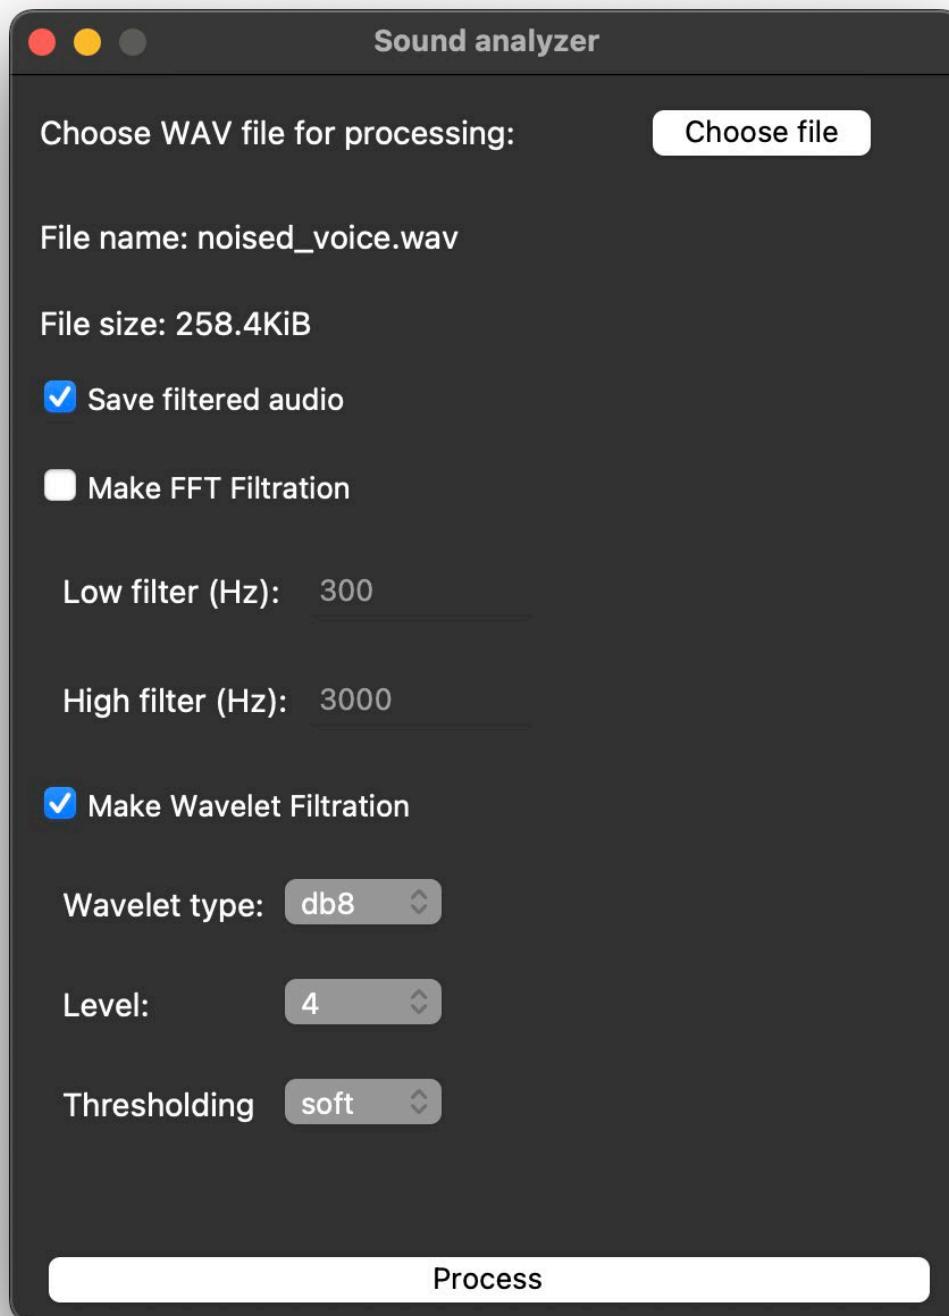 Sound analyzer
Choose WAV file for processing: Choose file
File name: noised_voice.wav
File size: 258.4KiB
Save filtered audio
Make FFT Filtration
Low filter (Hz): 300
High filter (Hz): 3000
Make Wavelet Filtration
Wavelet type: db8
Level: 4
Thresholding soft
Process